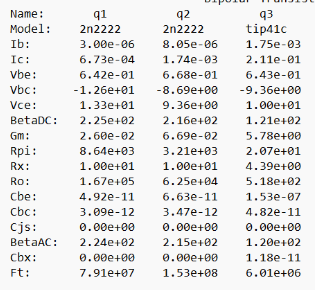 Bipolar Transist
Name: q1 q2 q3
Model: 2n2222 2n2222 tip41c
Ib: 3.00e-06 8.05e-06 1.75e-03
Ic: 6.73e-04 1.74e-03 2.11e-01
Vbe: 6.42e-01 6.68e-01 6.43e-01
Vbc: -1.26e+01 -8.69e+00 -9.36e+00
Vce: 1.33e+01 9.36e+00 1.00e+01
BetaDC: 2.25e+02 2.16e+02 1.21e+02
Gm: 2.60e-02 6.69e-02 5.78e+00
Rpi: 8.64e+03 3.21e+03 2.07e+01
Rx: 1.00e+01 1.00e+01 4.39e+00
Ro: 1.67e+05 6.25e+04 5.18e+02
Cbe: 4.92e-11 6.63e-11 1.53e-07
Cbc: 3.09e-12 3.47e-12 4.82e-11
Cjs: 0.00e+00 0.00e+00 0.00e+00
BetaAC: 2.24e+02 2.15e+02 1.20e+02
Cbx: 0.00e+00 0.00e+00 1.18e-11
Ft: 7.91e+07 1.53e+08 6.01e+06